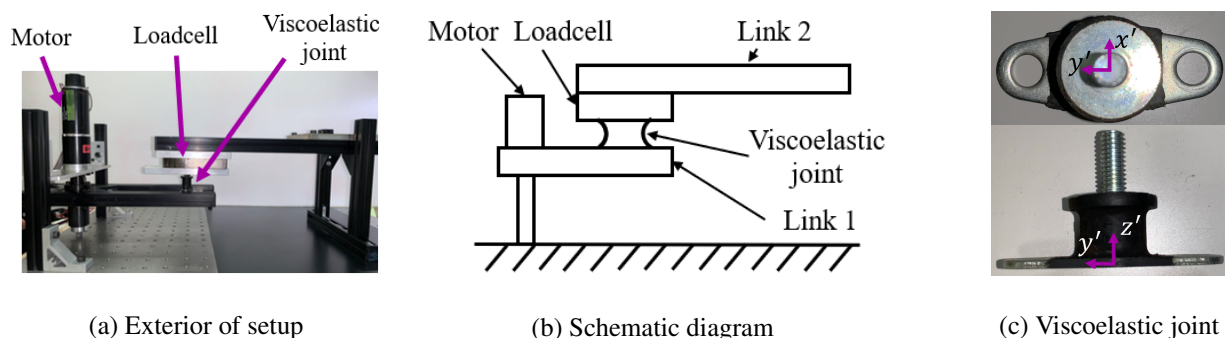 Motor
Loadcell
Viscoelastic
joint
(a) Exterior of setup
Motor
Loadcell
Link 2
Viscoelastic
joint
Link 1
(b) Schematic diagram
x′
y′
z′
y′
(c) Viscoelastic joint